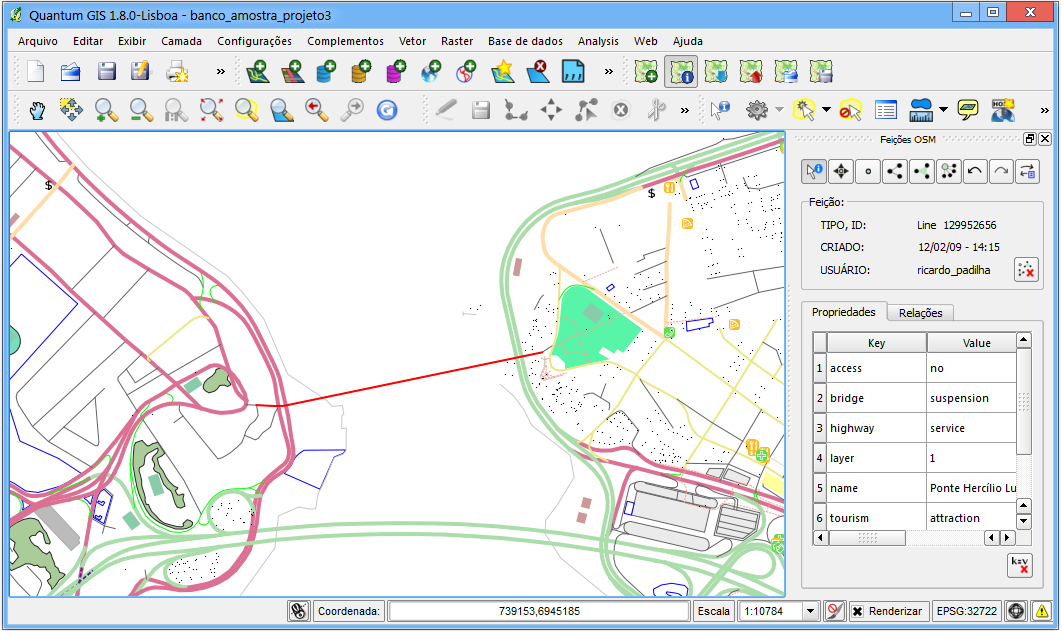 Quantum GIS 1.8.0-Lisboa - banco_amostra_projeto3
Arquivo Editar Exibir Camada Configurações Complementos Vetor Raster Base de dados Analysis Web Ajuda
Feições OSM
Feição:
TIPO, ID: Line 129952656
CRIADO: 12/02/09 - 14:15
USUÁRIO: ricardo_padilha
Propriedades Relações
Key Value
1 access no
2 bridge suspension
3 highway service
4 layer 1
5 name Ponte Hercílio Lu
6 tourism attraction
k=v
$
$
Coordenada: 739153,6945185 Escala 1:10784 Renderizar EPSG:32722